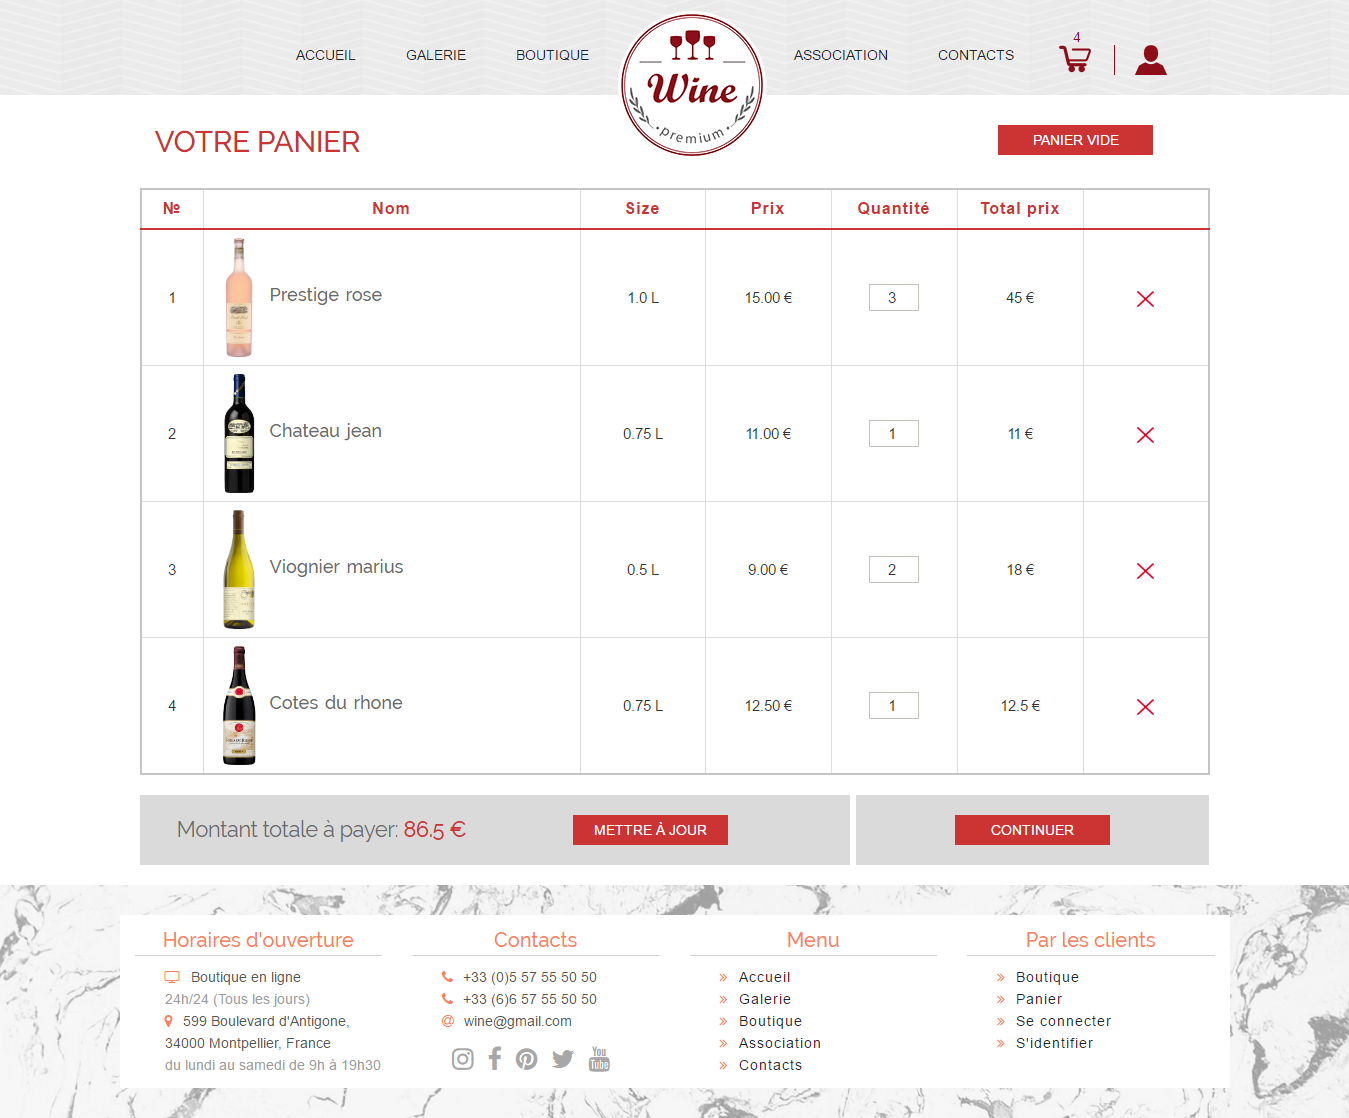 4
ACCUEIL GALERIE BOUTIQUE ASSOCIATION CONTACTS
Wine
premium
VOTRE PANIER
PANIER VIDE
№ Nom Size Prix Quantité Total prix
1 Prestige rose 1.0 L 15.00 € 3 45 €
2 Chateau jean 0.75 L 11.00 € 1 11 €
3 Viognier marius 0.5 L 9.00 € 2 18 €
4 Cotes du rhone 0.75 L 12.50 € 1 12.5 €
Montant totale à payer: 86.5 €
METTRE À JOUR
CONTINUER
Horaires d'ouverture
Boutique en ligne
24h/24 (Tous les jours)
599 Boulevard d'Antigone,
34000 Montpellier, France
du lundi au samedi de 9h à 19h30
Contacts
+33 (0)5 57 55 50 50
+33 (6)6 57 55 50 50
wine@gmail.com
You
Tube
Menu
Accueil
Galerie
Boutique
Association
Contacts
Par les clients
Boutique
Panier
Se connecter
S'identifier